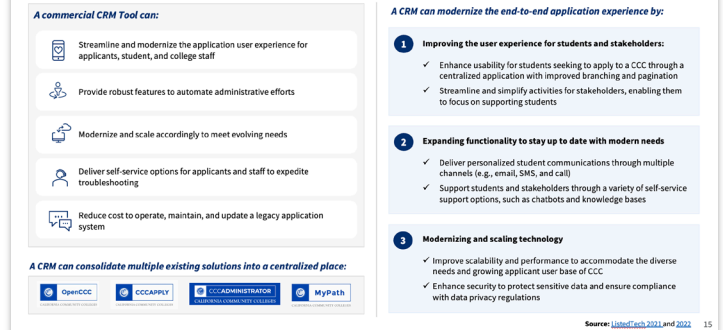 A commercial CRM Tool can:
Streamline and modernize the application user experience for
applicants, student, and college staff
Provide robust features to automate administrative efforts
Modernize and scale accordingly to meet evolving needs
Deliver self-service options for applicants and staff to expedite
troubleshooting
Reduce cost to operate, maintain, and update a legacy application
system
A CRM can consolidate multiple existing solutions into a centralized place:
OpenCCC
CALIFORNIA COMMUNITY COLLEGES
CCCAPPLY
CALIFORNIA COMMUNITY COLLEGES
CCCADMINISTRATOR
CALIFORNIA COMMUNITY COLLEGES
MyPath
CALIFORNIA COMMUNITY COLLEGES
A CRM can modernize the end-to-end application experience by:
1 Improving the user experience for students and stakeholders:
✓ Enhance usability for students seeking to apply to a CCC through a
centralized application with improved branching and pagination
✓ Streamline and simplify activities for stakeholders, enabling them
to focus on supporting students
2 Expanding functionality to stay up to date with modern needs
✓ Deliver personalized student communications through multiple
channels (e.g., email, SMS, and call)
✓ Support students and stakeholders through a variety of self-service
support options, such as chatbots and knowledge bases
3 Modernizing and scaling technology
✓ Improve scalability and performance to accommodate the diverse
needs and growing applicant user base of CCC
✓ Enhance security to protect sensitive data and ensure compliance
with data privacy regulations
Source: ListedTech 2021 and 2022 15